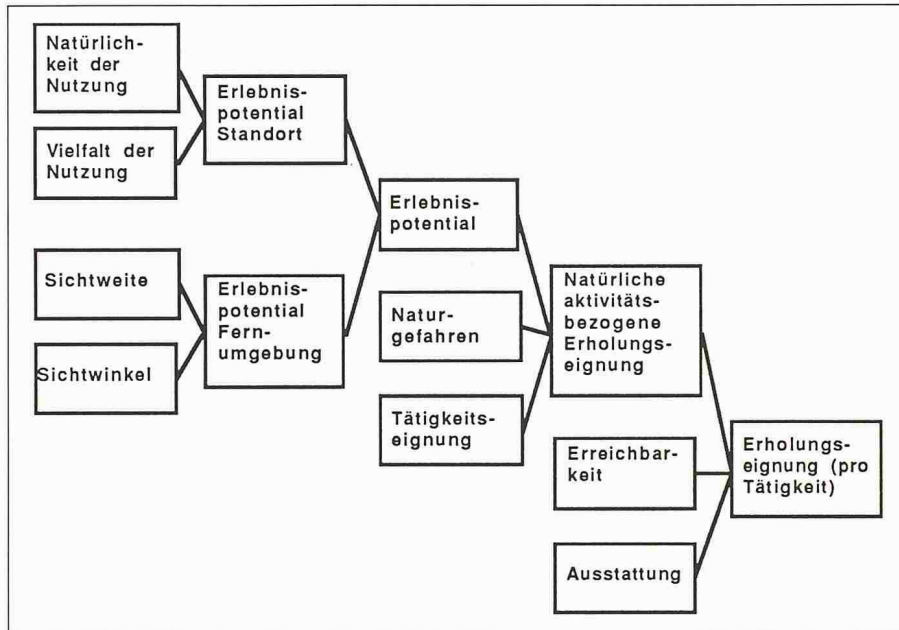 Natürlich-
keit der
Nutzung
Vielfalt der
Nutzung
Erlebnis-
potential
Standort
Sichtweite
Sichtwinkel
Erlebnis-
potential
Fern-
umgebung
Erlebnis-
potential
Natur-
gefahren
Tätigkeits-
eignung
Natürliche
aktivitäts-
bezogene
Erholungs-
eignung
Erreichbar-
keit
Ausstattung
Erholungs-
eignung (pro
Tätigkeit)